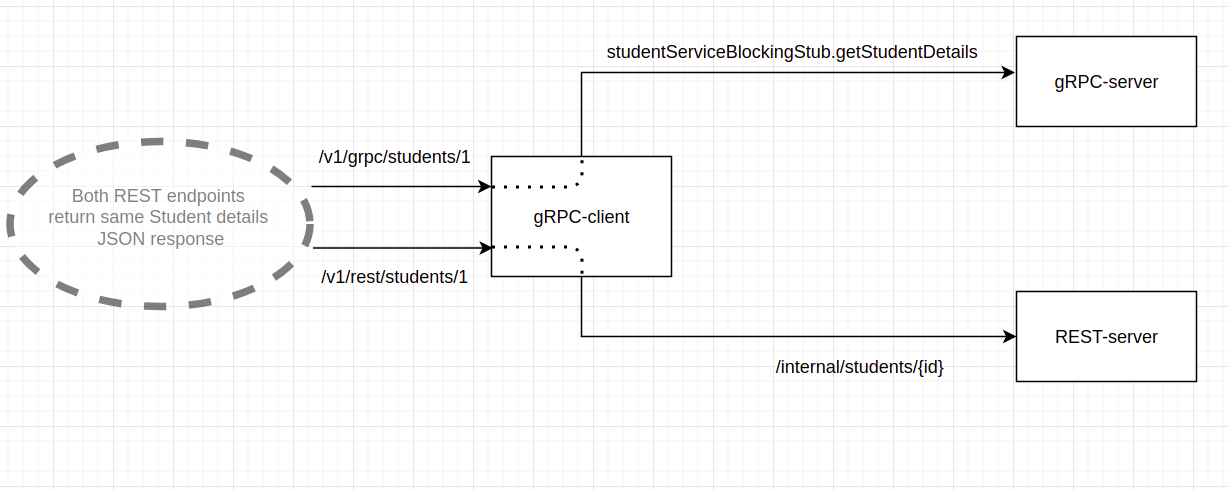 studentServiceBlockingStub.getStudentDetails
gRPC-server
/v1/grpc/students/1
Both REST endpoints
return same Student details
JSON response
gRPC-client
/v1/rest/students/1
REST-server
/internal/students/{id}